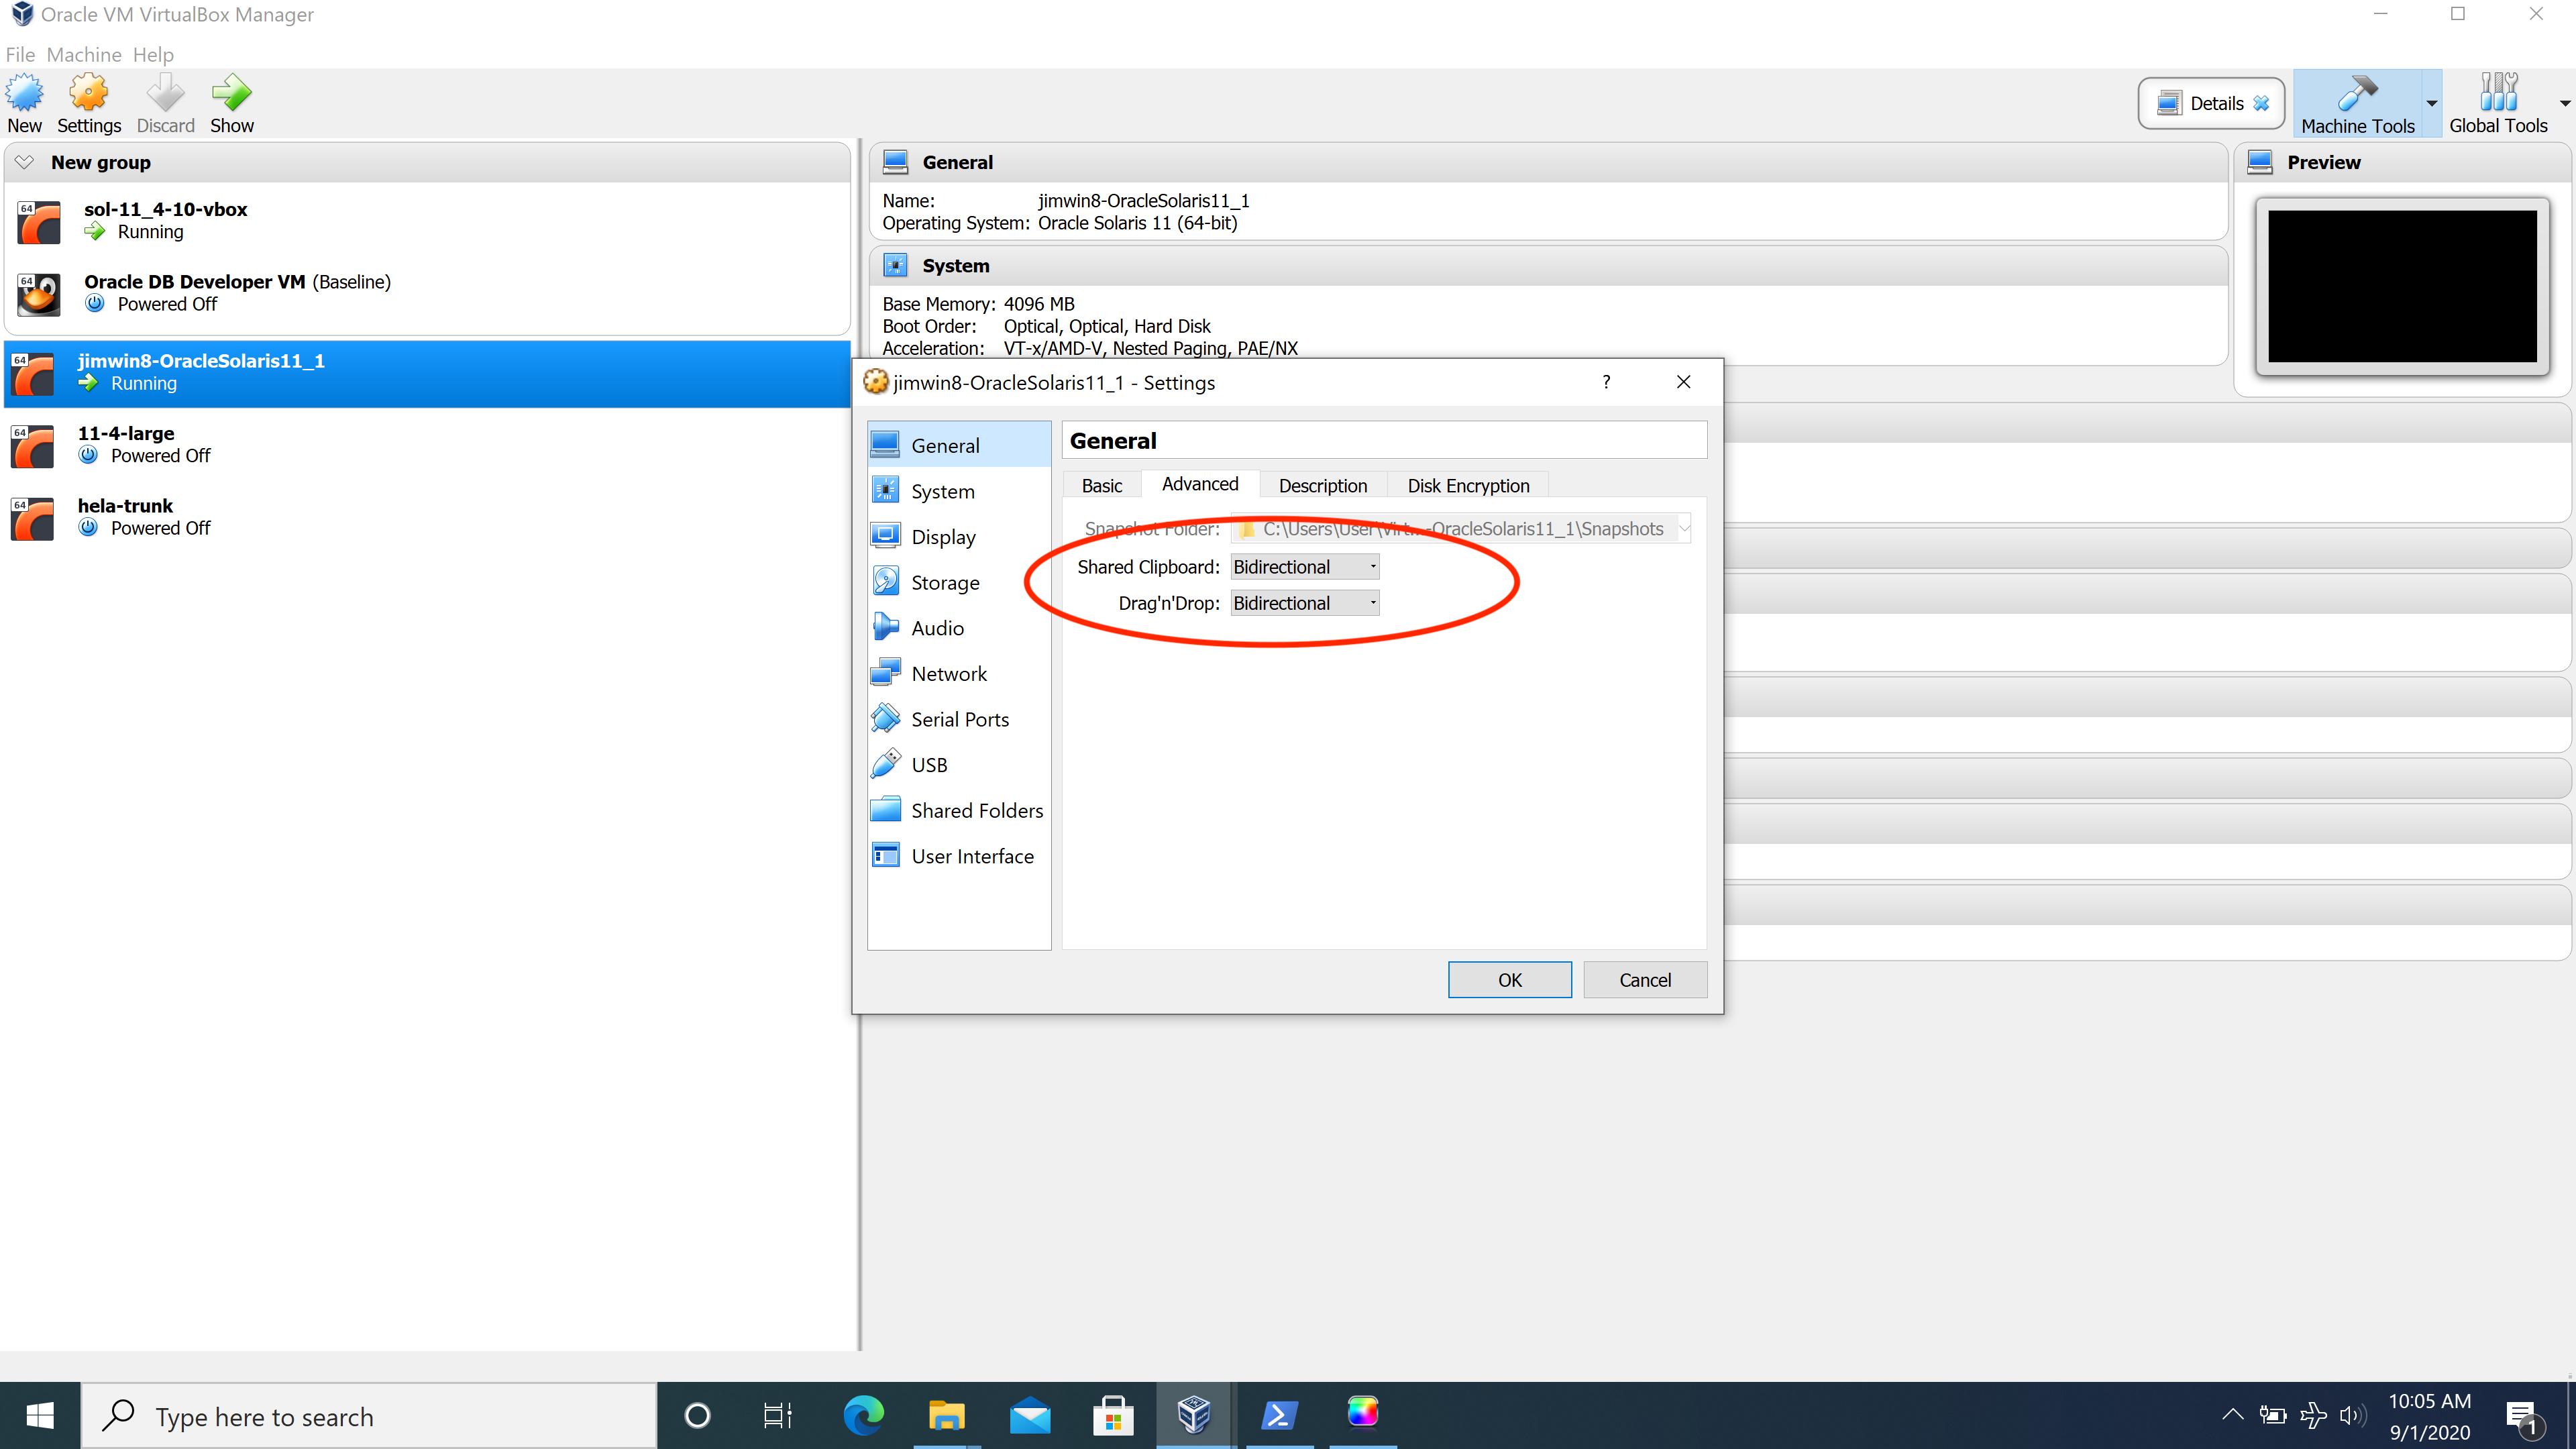 Oracle VM VirtualBox Manager
File Machine Help
New Settings Discard Show
Details Machine Tools Global Tools
New group
64 sol-11_4-10-vbox
Running
64 Oracle DB Developer VM (Baseline)
Powered Off
64 jimwin8-OracleSolaris11_1
Running
64 11-4-large
Powered Off
64 hela-trunk
Powered Off
General
Name: jimwin8-OracleSolaris11_1
Operating System: Oracle Solaris 11 (64-bit)
System
Base Memory: 4096 MB
Boot Order: Optical, Optical, Hard Disk
Acceleration: VT-x/AMD-V, Nested Paging, PAE/NX
Preview
jimwin8-OracleSolaris11_1 - Settings ?
General
System
Display
Storage
Audio
Network
Serial Ports
USB
Shared Folders
User Interface
General
Basic Advanced Description Disk Encryption
Snapshot Folder: C:\Users\User\Virt...-OracleSolaris11_1\Snapshots
Shared Clipboard: Bidirectional
Drag'n'Drop: Bidirectional
OK Cancel
Type here to search
10:05 AM
9/1/2020
1